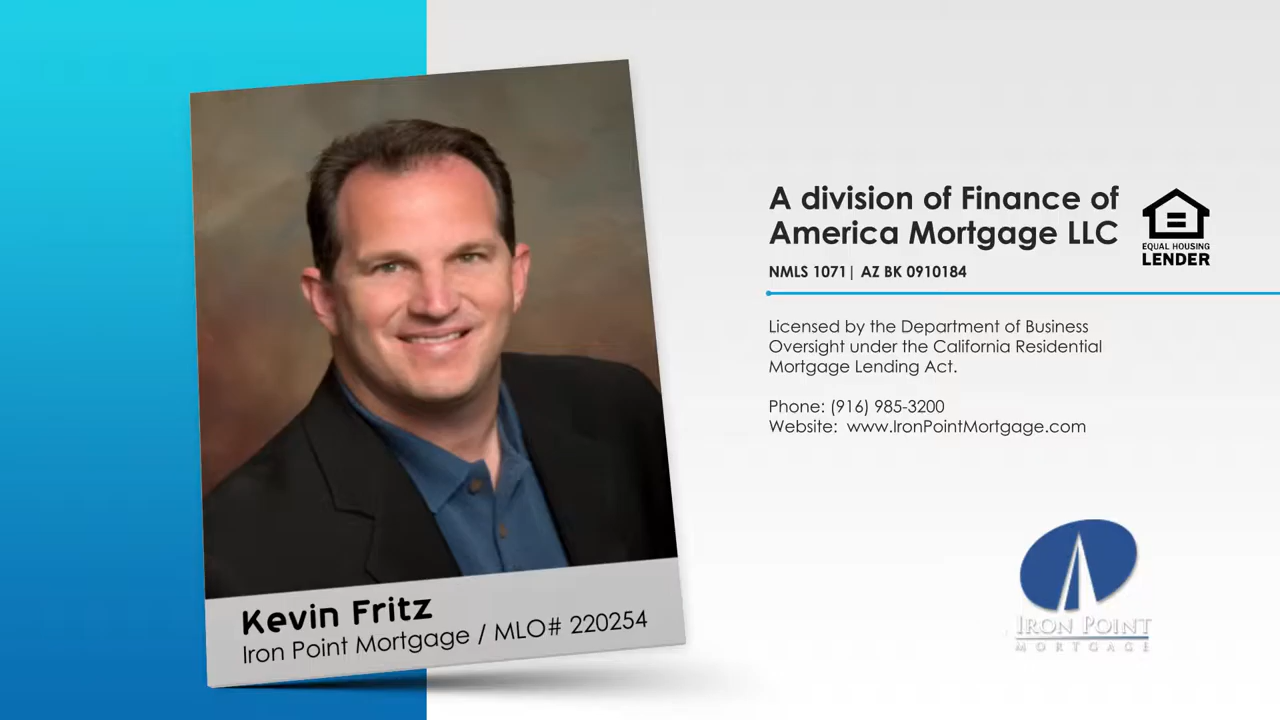 A division of Finance of
America Mortgage LLC
EQUAL HOUSING
LENDER
NMLS 1071| AZ BK 0910184
Licensed by the Department of Business
Oversight under the California Residential
Mortgage Lending Act.
Phone: (916) 985-3200
Website:  www.IronPointMortgage.com
Kevin Fritz
Iron Point Mortgage / MLO# 220254
IRON POINT
MORTGAGE